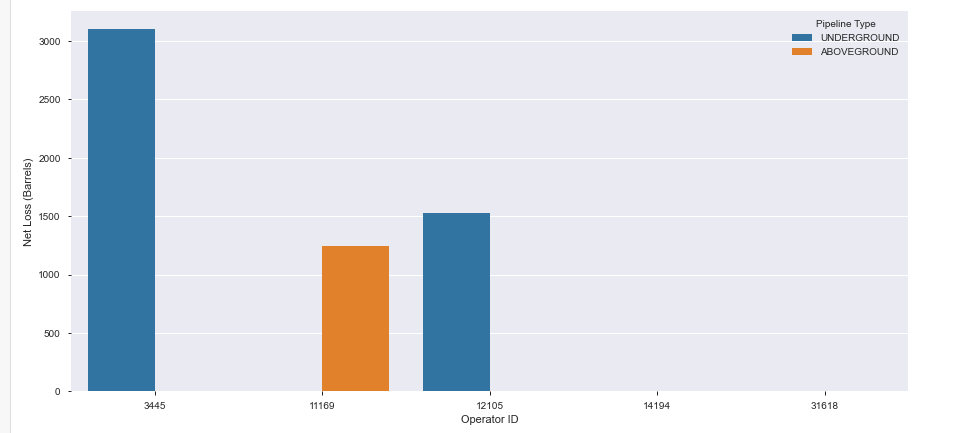 Pipeline Type
UNDERGROUND
ABOVEGROUND
3000
2500
2000
1500
1000
500
0
Net Loss (Barrels)
3445 11169 12105 14194 31618
Operator ID